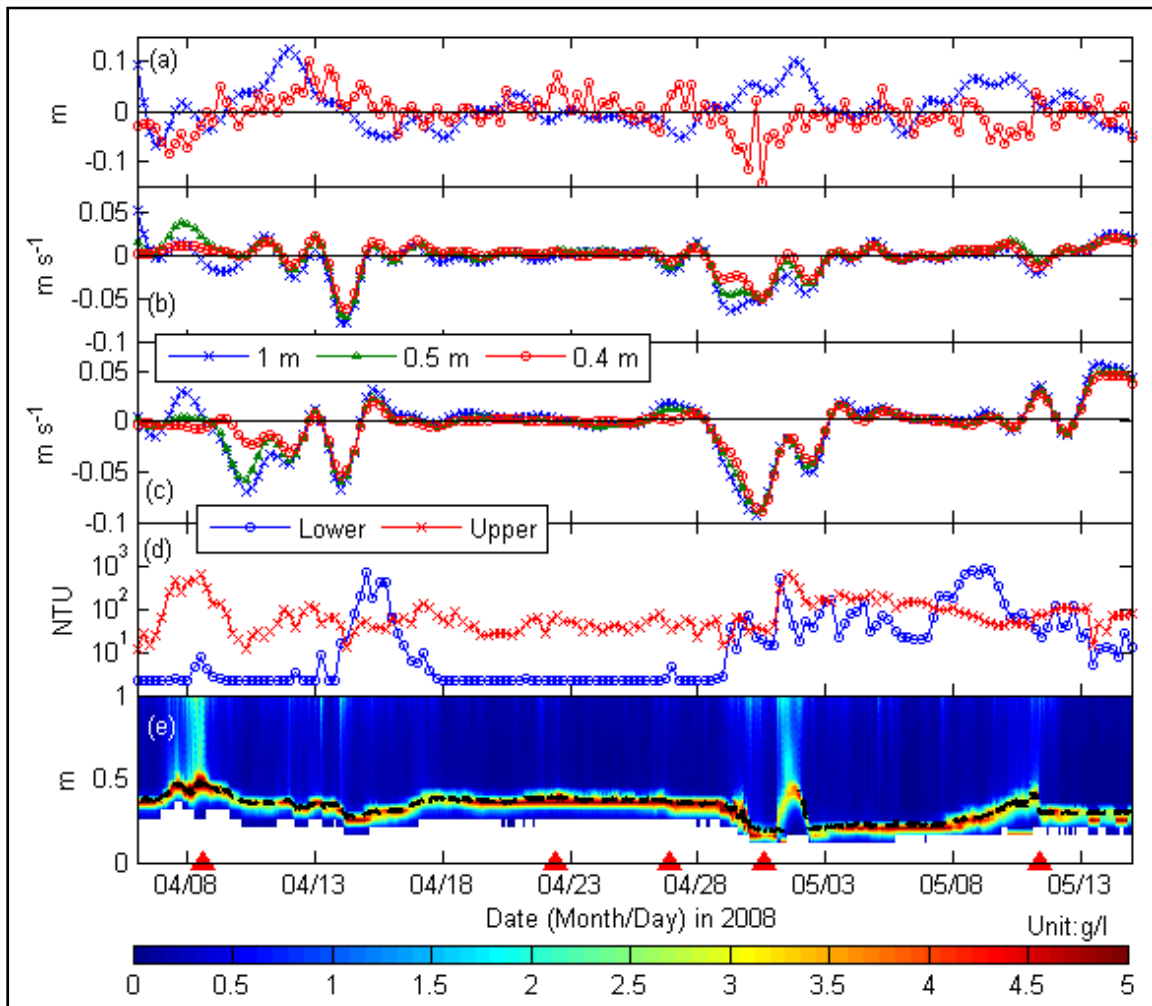 (a)
0.1
0
-0.1
m
0.05
0
-0.05
-0.1
m s⁻¹
(b)
1 m 0.5 m 0.4 m
0.05
0
-0.05
-0.1
m s⁻¹
(c)
Lower Upper
(d)
10³
10²
10¹
NTU
(e)
1
0.5
0
m
04/08 04/13 04/18 04/23 04/28 05/03 05/08 05/13
Date (Month/Day) in 2008
Unit:g/l
0 0.5 1 1.5 2 2.5 3 3.5 4 4.5 5